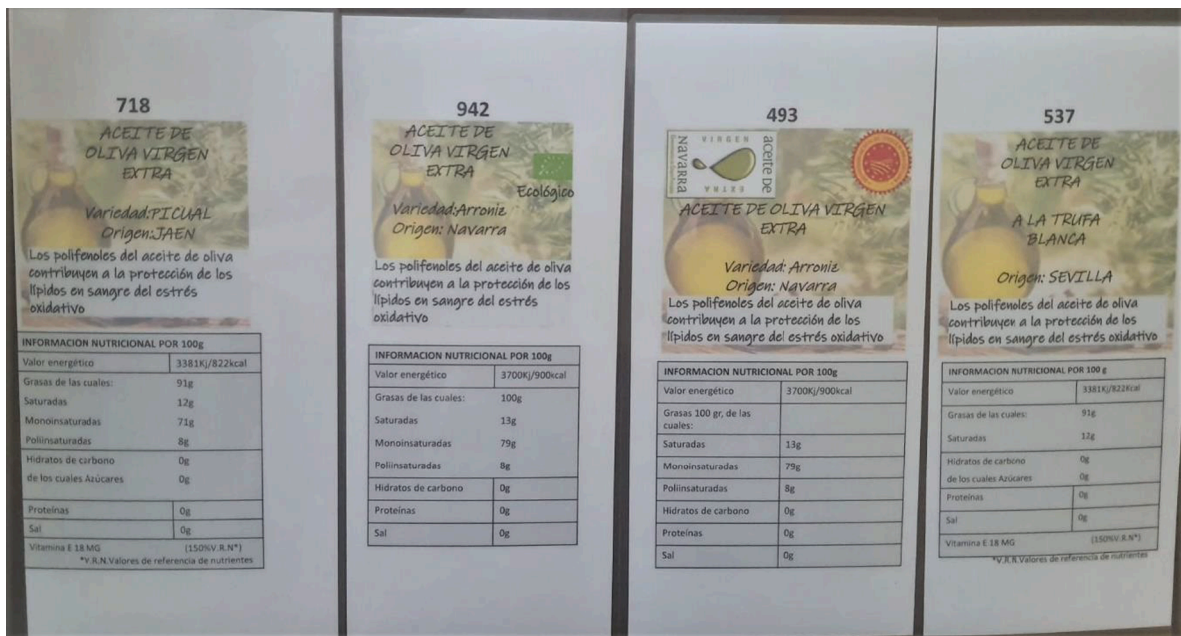 718
ACEITE DE
OLIVA VIRGEN
EXTRA
Variedad:PICUAL
Origen:JAEN
Los polifenoles del aceite de oliva
contribuyen a la protección de los
lípidos en sangre del estrés
oxidativo
INFORMACION NUTRICIONAL POR 100g
Valor energético 3381Kj/822kcal
Grasas de las cuales: 91g
Saturadas 12g
Monoinsaturadas 71g
Poliinsaturadas 8g
Hidratos de carbono 0g
de los cuales Azúcares 0g
Proteínas 0g
Sal 0g
Vitamina E 18 MG (150%V.R.N*)
*V.R.N.Valores de referencia de nutrientes
942
ACEITE DE
OLIVA VIRGEN
EXTRA
Ecológico
Variedad:Arroniz
Origen: Navarra
Los polifenoles del aceite de oliva
contribuyen a la protección de los
lípidos en sangre del estrés
oxidativo
INFORMACION NUTRICIONAL POR 100g
Valor energético 3700Kj/900kcal
Grasas de las cuales: 100g
Saturadas 13g
Monoinsaturadas 79g
Poliinsaturadas 8g
Hidratos de carbono 0g
Proteínas 0g
Sal 0g
493
aceite de
VIRGEN
EXTRA
Navarra
ACEITE DE OLIVA VIRGEN
EXTRA
Variedad: Arroniz
Origen: Navarra
Los polifenoles del aceite de oliva
contribuyen a la protección de los
lípidos en sangre del estrés oxidativo
INFORMACION NUTRICIONAL POR 100g
Valor energético 3700Kj/900kcal
Grasas 100 gr, de las
cuales:
Saturadas 13g
Monoinsaturadas 79g
Poliinsaturadas 8g
Hidratos de carbono 0g
Proteínas 0g
Sal 0g
537
ACEITE DE
OLIVA VIRGEN
EXTRA
A LA TRUFA
BLANCA
Origen: SEVILLA
Los polifenoles del aceite de oliva
contribuyen a la protección de los
lípidos en sangre del estrés oxidativo
INFORMACION NUTRICIONAL POR 100 g
Valor energético 3381Kj/822Kcal
Grasas de las cuales: 91g
Saturadas 12g
Hidratos de carbono 0g
de los cuales Azúcares 0g
Proteínas 0g
Sal 0g
Vitamina E 18 MG (150%V.R.N*)
*V.R.N.Valores de referencia de nutrientes